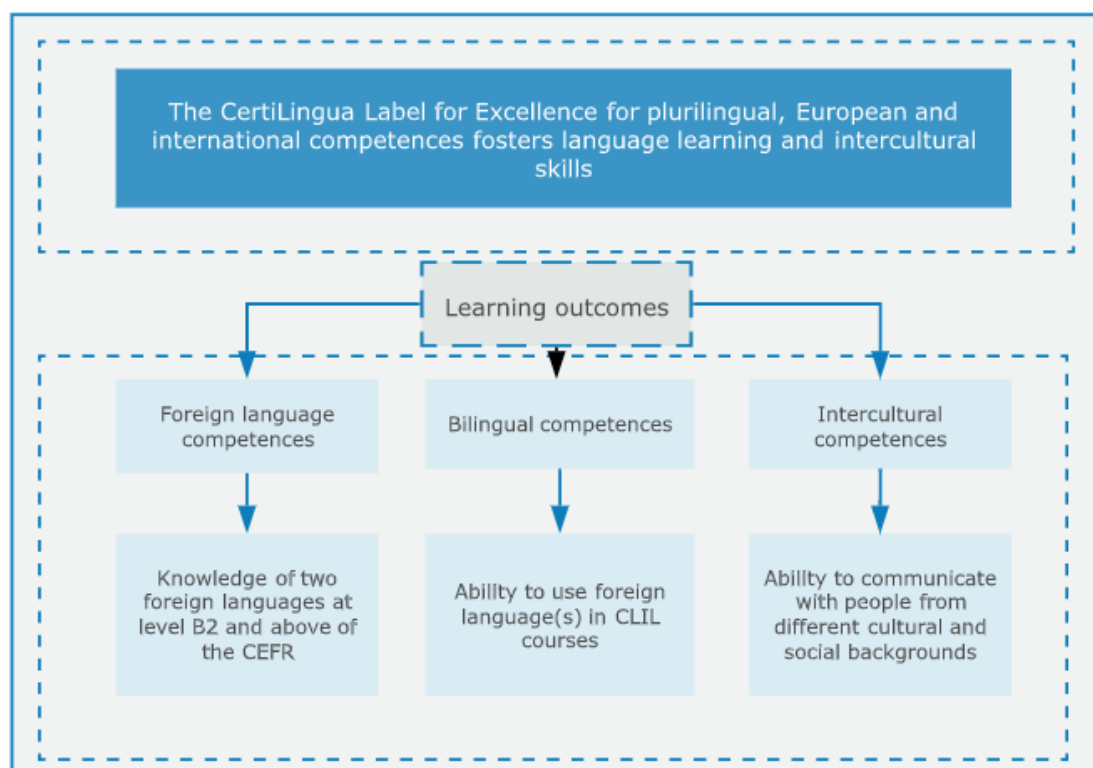 The CertiLingua Label for Excellence for plurilingual, European and
international competences fosters language learning and intercultural
skills
Learning outcomes
Foreign language
competences
Bilingual competences
Intercultural
competences
Knowledge of two
foreign languages at
level B2 and above of
the CEFR
Ability to use foreign
language(s) in CLIL
courses
Ability to communicate
with people from
different cultural and
social backgrounds